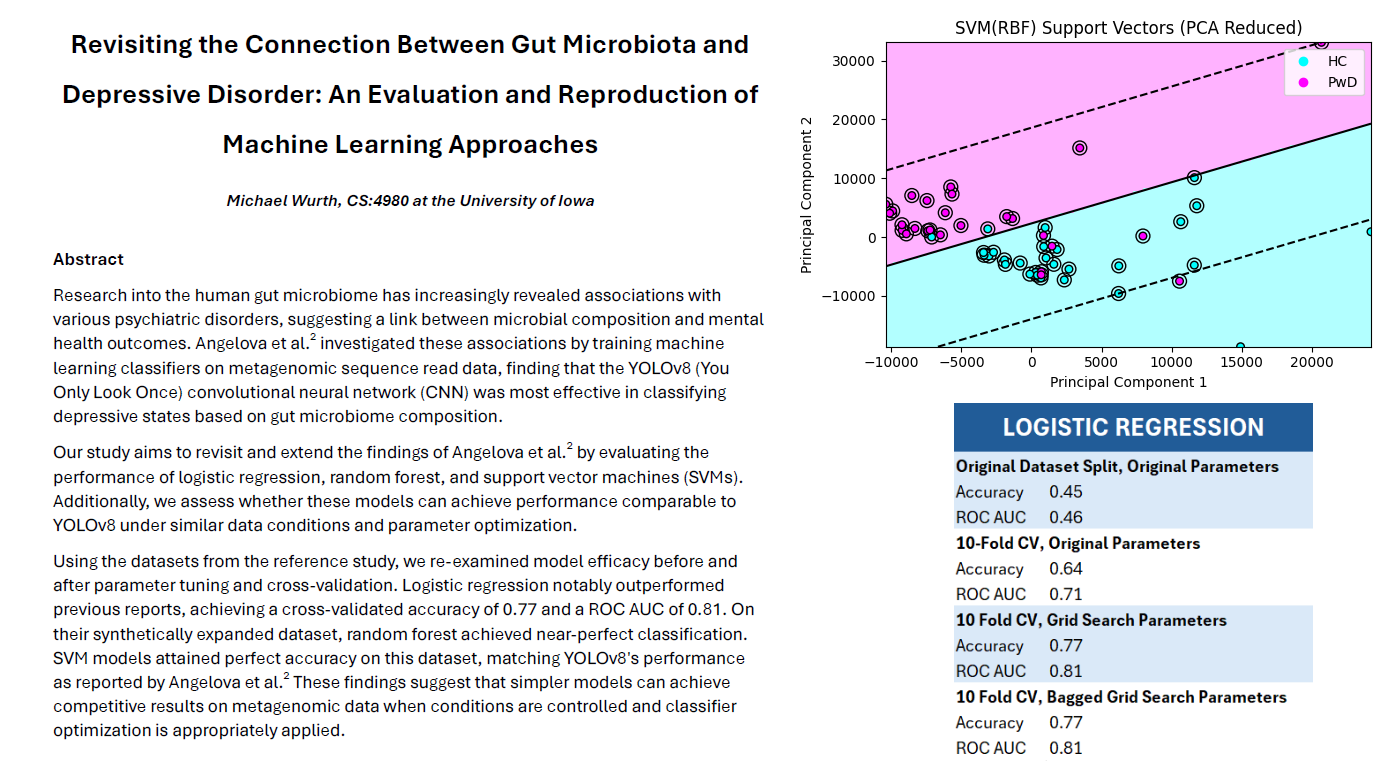 Revisiting the Connection Between Gut Microbiota and
Depressive Disorder: An Evaluation and Reproduction of
Machine Learning Approaches
Michael Wurth, CS:4980 at the University of Iowa
Abstract
Research into the human gut microbiome has increasingly revealed associations with
various psychiatric disorders, suggesting a link between microbial composition and mental
health outcomes. Angelova et al.2 investigated these associations by training machine
learning classifiers on metagenomic sequence read data, finding that the YOLOv8 (You
Only Look Once) convolutional neural network (CNN) was most effective in classifying
depressive states based on gut microbiome composition.
Our study aims to revisit and extend the findings of Angelova et al.2 by evaluating the
performance of logistic regression, random forest, and support vector machines (SVMs).
Additionally, we assess whether these models can achieve performance comparable to
YOLOv8 under similar data conditions and parameter optimization.
Using the datasets from the reference study, we re-examined model efficacy before and
after parameter tuning and cross-validation. Logistic regression notably outperformed
previous reports, achieving a cross-validated accuracy of 0.77 and a ROC AUC of 0.81. On
their synthetically expanded dataset, random forest achieved near-perfect classification.
SVM models attained perfect accuracy on this dataset, matching YOLOv8's performance
as reported by Angelova et al.2 These findings suggest that simpler models can achieve
competitive results on metagenomic data when conditions are controlled and classifier
optimization is appropriately applied.
SVM(RBF) Support Vectors (PCA Reduced)
HC
PwD
Principal Component 2
30000
20000
10000
0
−10000
−10000 −5000 0 5000 10000 15000 20000
Principal Component 1
LOGISTIC REGRESSION
Original Dataset Split, Original Parameters
Accuracy 0.45
ROC AUC 0.46
10-Fold CV, Original Parameters
Accuracy 0.64
ROC AUC 0.71
10 Fold CV, Grid Search Parameters
Accuracy 0.77
ROC AUC 0.81
10 Fold CV, Bagged Grid Search Parameters
Accuracy 0.77
ROC AUC 0.81